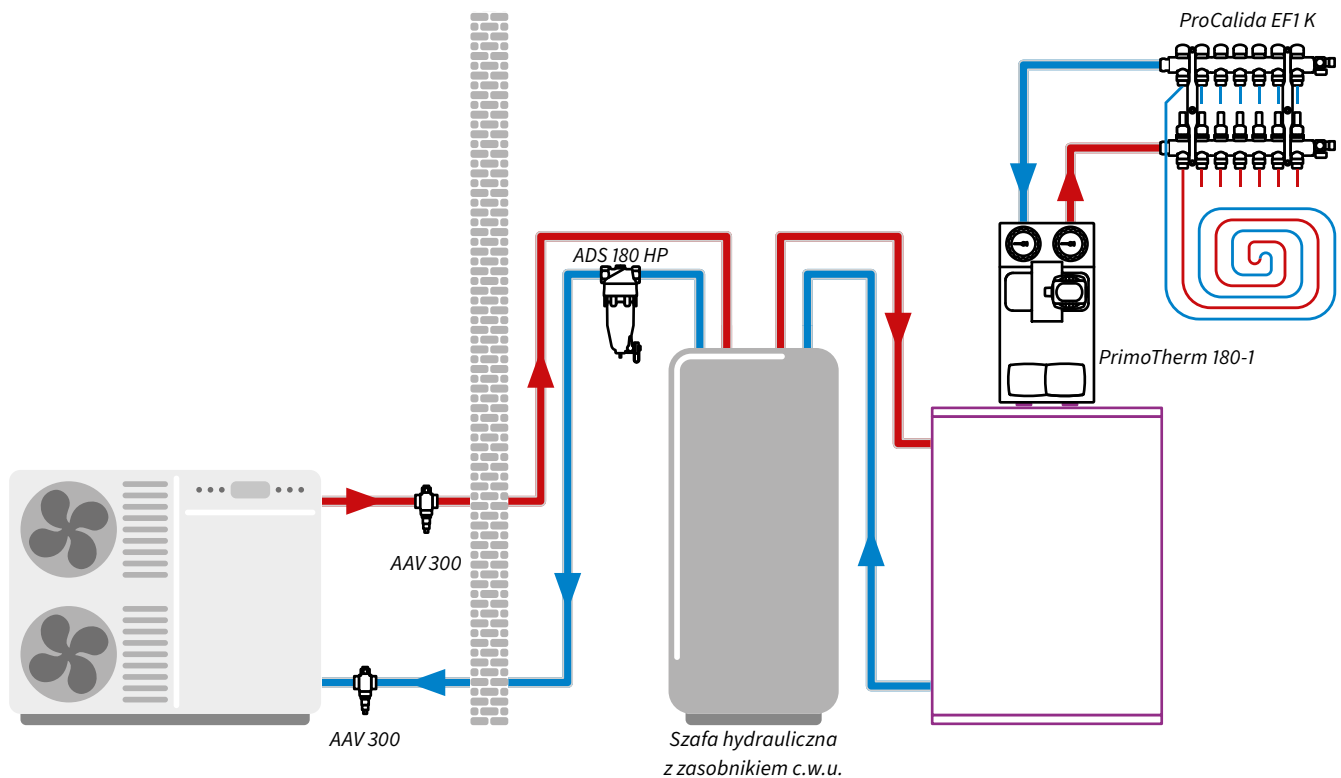 ProCalida EF1 K
ADS 180 HP
PrimoTherm 180-1
AAV 300
AAV 300
Szafa hydrauliczna
z zasobnikiem c.w.u.